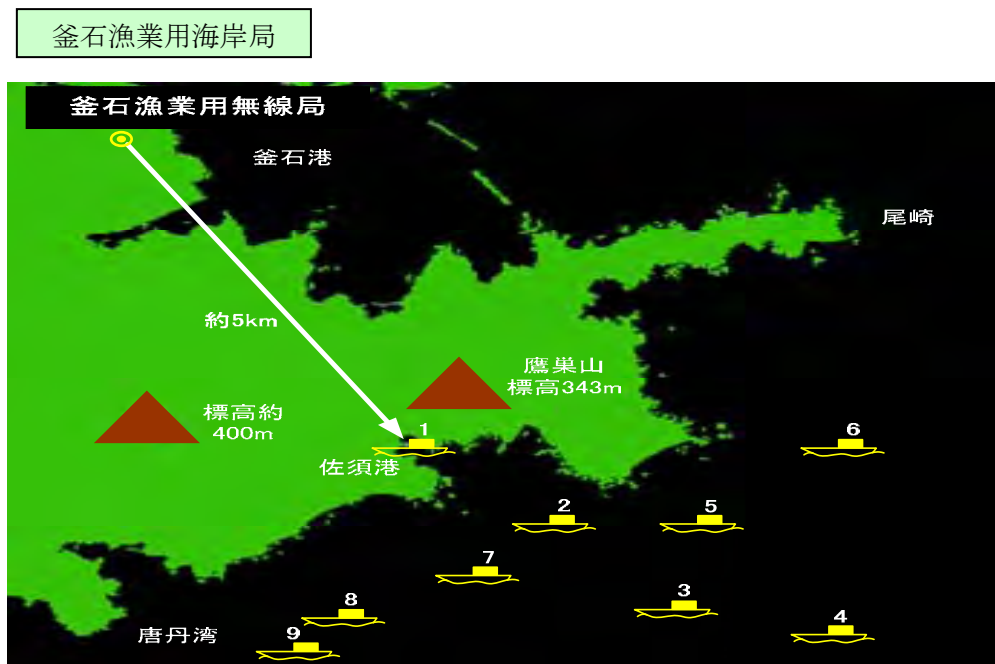 釜石漁業用海岸局
釜石漁業用無線局
釜石港
尾崎
約5km
鷹巣山
標高343m
標高約
400m
1
6
佐須港
2
5
7
3
8
4
9
唐丹湾